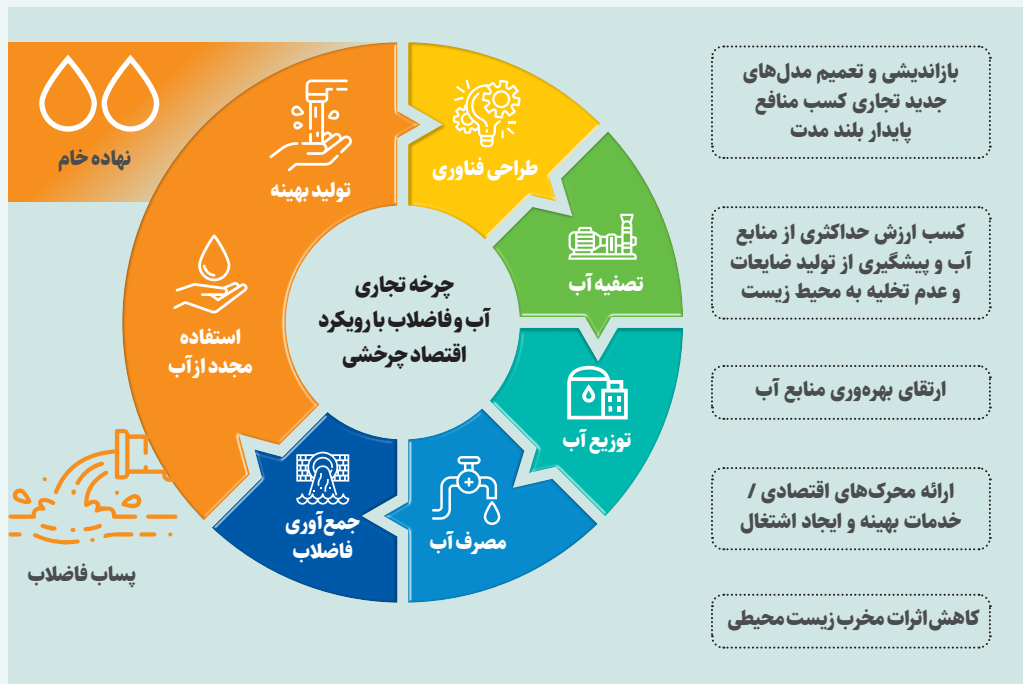 بازاندیشی و تعمیم مدل‌های
جدید تجاری کسب منافع
پایدار بلند مدت
کسب ارزش حداکثری از منابع
آب و پیشگیری از تولید ضایعات
و عدم تخلیه به محیط زیست
ارتقای بهره‌وری منابع آب
ارائه محرک‌های اقتصادی /
خدمات بهینه و ایجاد اشتغال
کاهش اثرات مخرب زیست محیطی
چرخه تجاری
آب و فاضلاب با رویکرد
اقتصاد چرخشی
طراحی فناوری
تصفیه آب
توزیع آب
مصرف آب
جمع‌آوری
فاضلاب
استفاده
مجدد از آب
تولید بهینه
نهاده خام
پساب فاضلاب